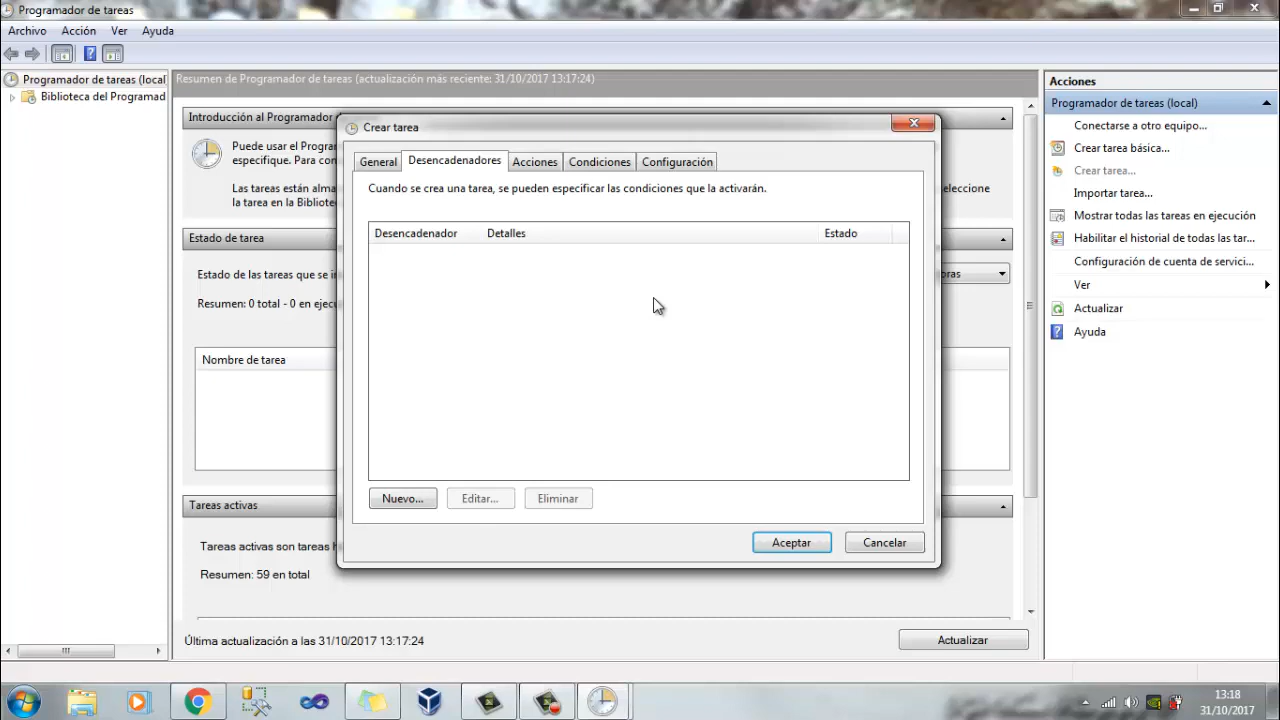 Programador de tareas
Archivo Acción Ver Ayuda
Programador de tareas (local
Biblioteca del Programad
Resumen de Programador de tareas (actualización más reciente: 31/10/2017 13:17:24)
Introducción al Programador
Puede usar el Progra
especifique. Para con
Las tareas están alma
eleccione
la tarea en la Bibliote
Estado de tarea
Estado de las tareas que se in
oras
Resumen: 0 total - 0 en ejecu
Nombre de tarea
Tareas activas
Tareas activas son tareas h
Resumen: 59 en total
Última actualización a las 31/10/2017 13:17:24
Actualizar
Crear tarea
General Desencadenadores Acciones Condiciones Configuración
Cuando se crea una tarea, se pueden especificar las condiciones que la activarán.
Desencadenador Detalles Estado
Nuevo... Editar... Eliminar
Aceptar Cancelar
Acciones
Programador de tareas (local)
Conectarse a otro equipo...
Crear tarea básica...
Crear tarea...
Importar tarea...
Mostrar todas las tareas en ejecución
Habilitar el historial de todas las tar...
Configuración de cuenta de servici...
Ver
Actualizar
Ayuda
13:18
31/10/2017